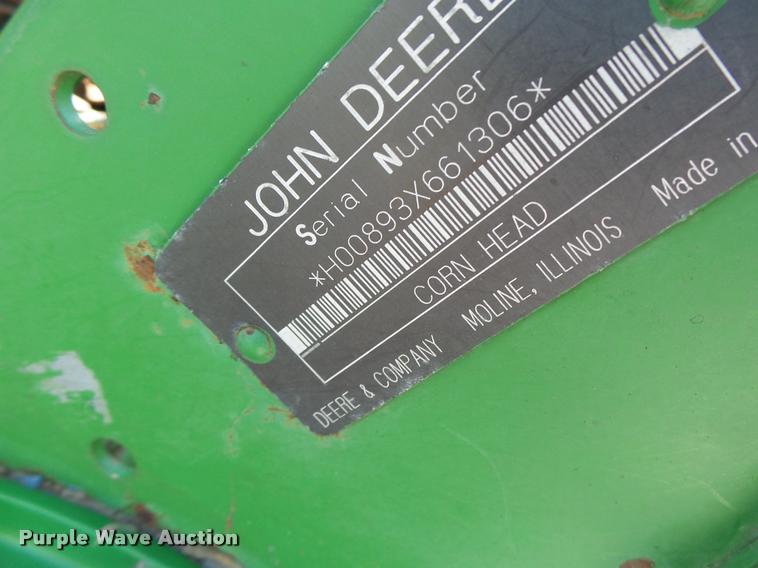 JOHN DEERE
Serial Number
*H00893X661306*
CORN HEAD
DEERE & COMPANY MOLINE, ILLINOIS Made in
Purple Wave Auction